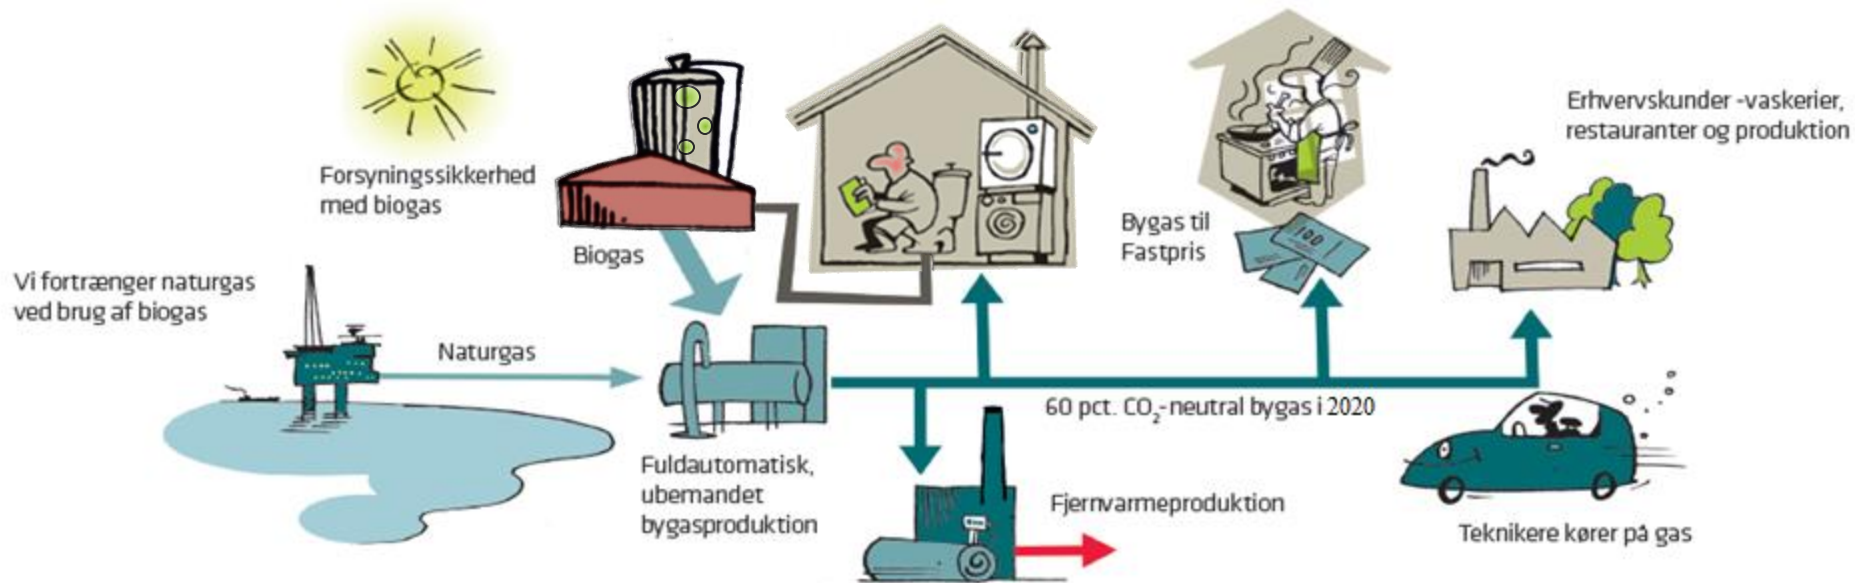 Forsyningssikkerhed
med biogas
Biogas
Vi fortrænger naturgas
ved brug af biogas
Naturgas
Fuldautomatisk,
ubemandet
bygasproduktion
Bygas til
Fastpris
100
Erhvervskunder -vaskerier,
restauranter og produktion
60 pct. CO₂-neutral bygas i 2020
Fjernvarmeproduktion
Teknikere kører på gas